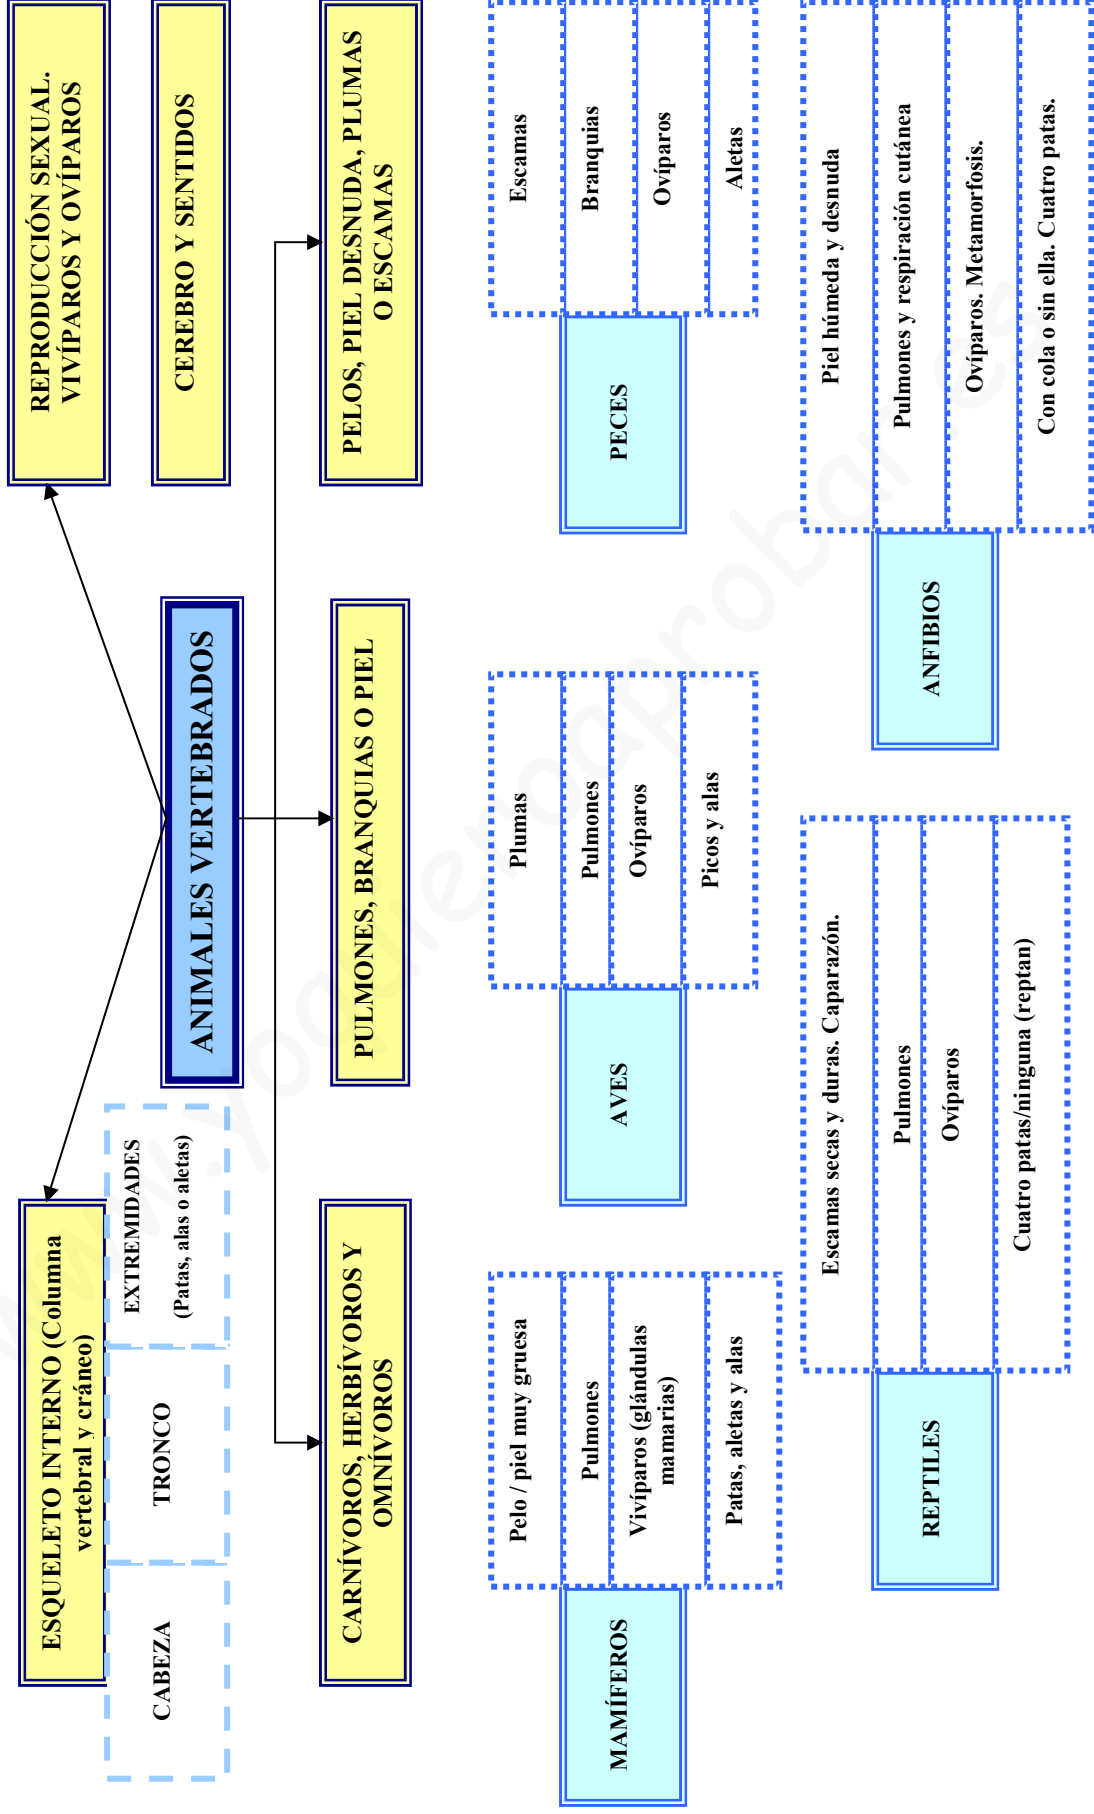 ESQUELETO INTERNO (Columna
vertebral y cráneo)
REPRODUCCIÓN SEXUAL.
VIVÍPAROS Y OVÍPAROS
CABEZA
TRONCO
EXTREMIDADES
(Patas, alas o aletas)
ANIMALES VERTEBRADOS
CEREBRO Y SENTIDOS
CARNÍVOROS, HERBÍVOROS Y
OMNÍVOROS
PULMONES, BRANQUIAS O PIEL
PELOS, PIEL DESNUDA, PLUMAS
O ESCAMAS
MAMÍFEROS
Pelo / piel muy gruesa
Pulmones
Vivíparos (glándulas
mamarias)
Patas, aletas y alas
AVES
Plumas
Pulmones
Ovíparos
Picos y alas
PECES
Escamas
Branquias
Ovíparos
Aletas
REPTILES
Escamas secas y duras. Caparazón.
Pulmones
Ovíparos
Cuatro patas/ninguna (reptan)
ANFIBIOS
Piel húmeda y desnuda
Pulmones y respiración cutánea
Ovíparos. Metamorfosis.
Con cola o sin ella. Cuatro patas.
www.yoquieroaprobar.es